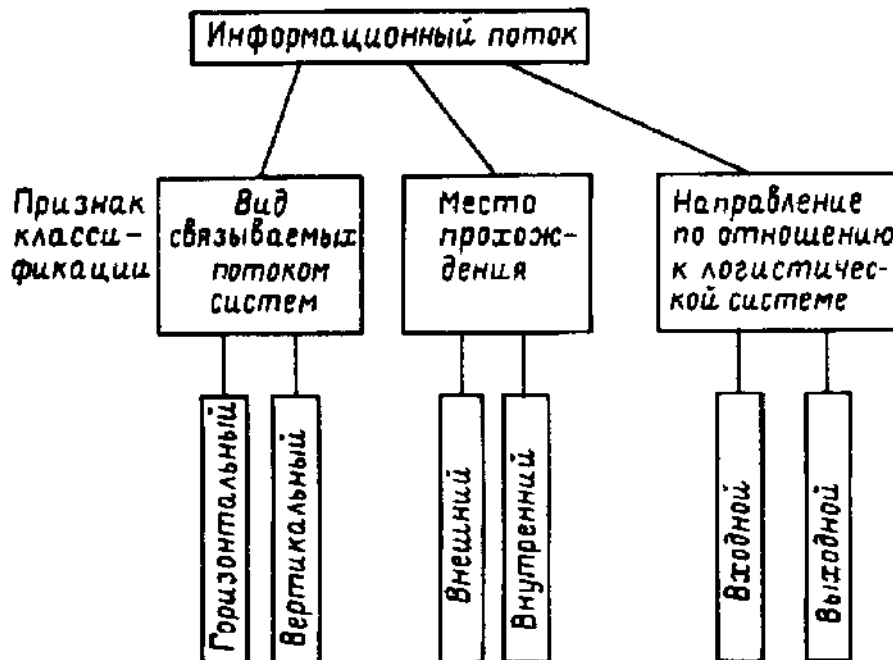 Информационный поток
Признак
класси-
фикации
Вид
связываемых
потоком
систем
Место
прохож-
дения
Направление
по отношению
к логистичес-
кой системе
Горизонтальный
Вертикальный
Внешний
Внутренний
Входной
Выходной